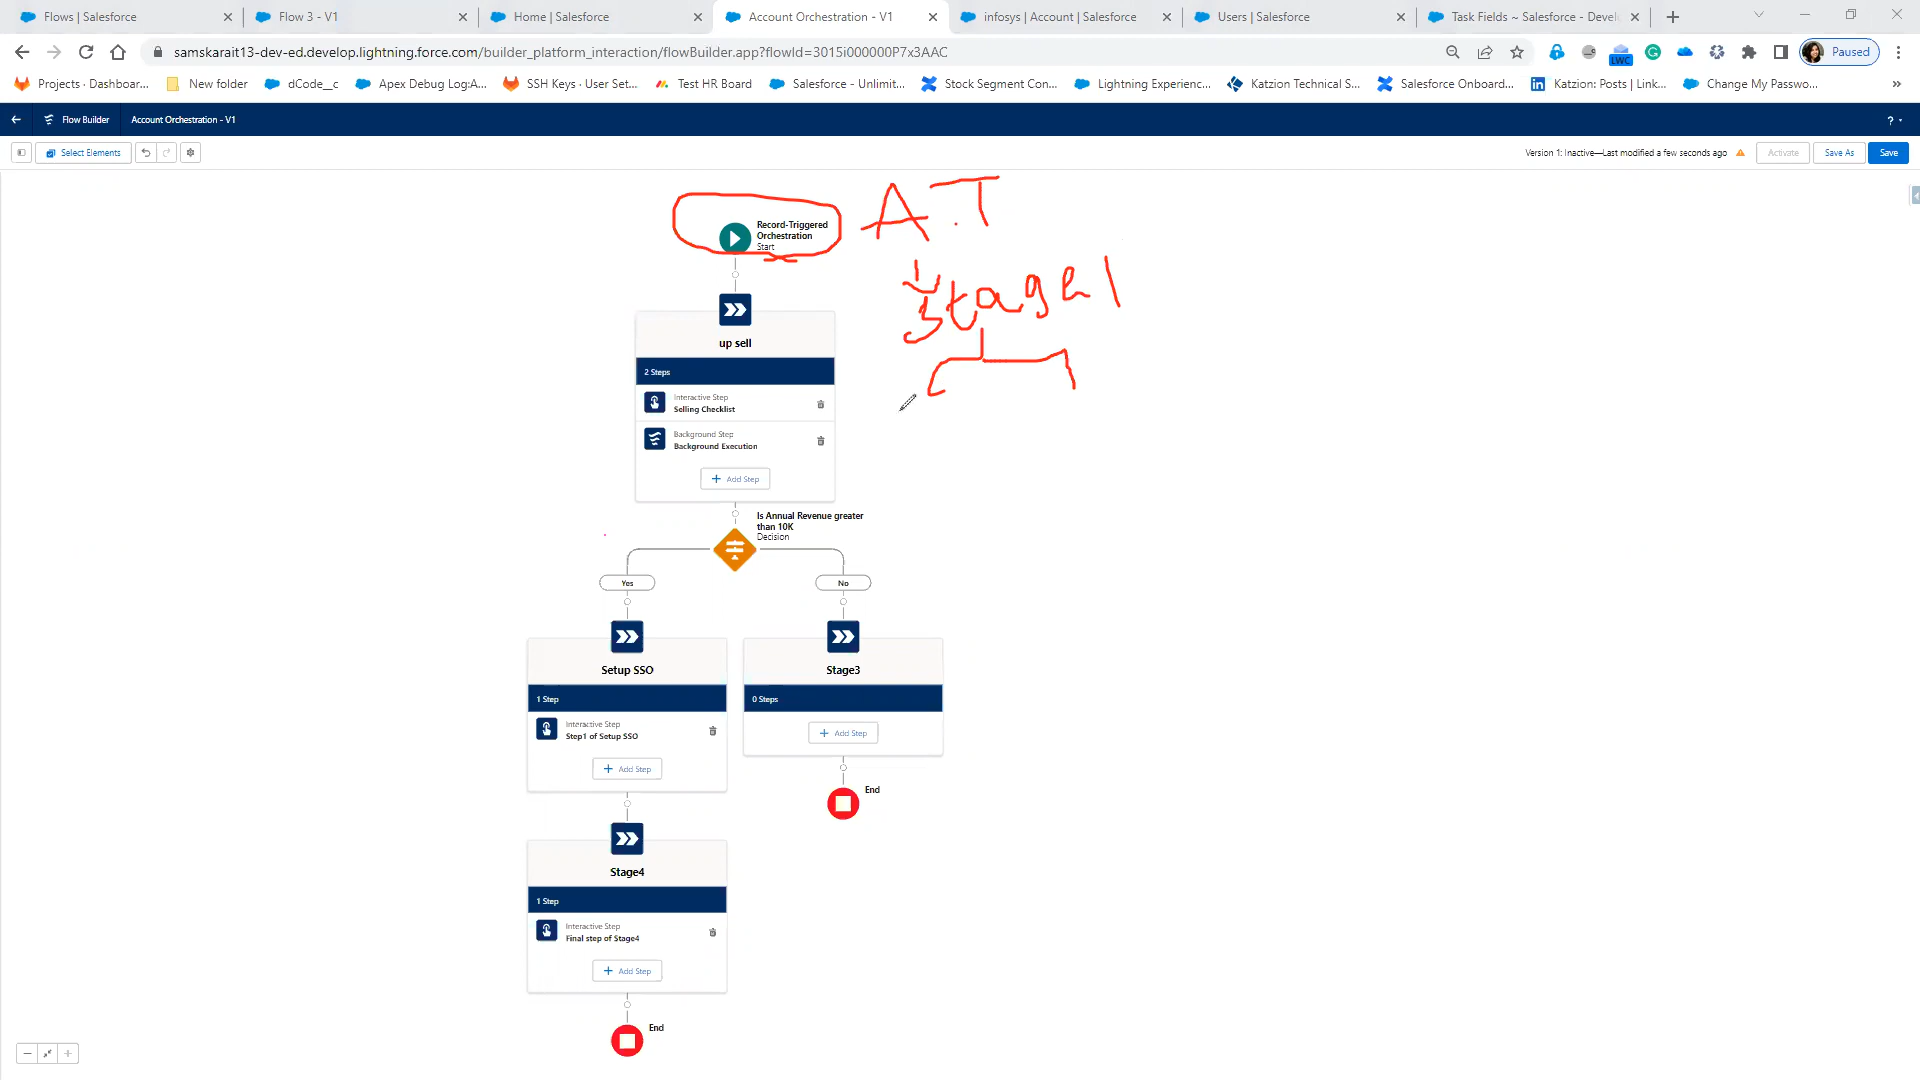 Flows | Salesforce
Flow 3 - V1
Home | Salesforce
Account Orchestration - V1
infosys | Account | Salesforce
Users | Salesforce
Task Fields ~ Salesforce - Devel
samskarait13-dev-ed.develop.lightning.force.com/builder_platform_interaction/flowBuilder.app?flowId=3015i000000P7x3AAC
LWC
Paused
Projects · Dashboar...
New folder
dCode__c
Apex Debug Log:A...
SSH Keys · User Set...
Test HR Board
Salesforce - Unlimit...
Stock Segment Con...
Lightning Experienc...
Katzion Technical S...
Salesforce Onboard...
Katzion: Posts | Link...
Change My Passwo...
Flow Builder
Account Orchestration - V1
?
Select Elements
Version 1: Inactive—Last modified a few seconds ago
Activate
Save As
Save
A.T
Record-Triggered
Orchestration
Start
Stage 1
up sell
2 Steps
Interactive Step
Selling Checklist
Background Step
Background Execution
Add Step
Is Annual Revenue greater
than 10K
Decision
Yes
No
Setup SSO
Stage3
1 Step
0 Steps
Interactive Step
Step1 of Setup SSO
Add Step
Add Step
End
Stage4
1 Step
Interactive Step
Final step of Stage4
Add Step
End